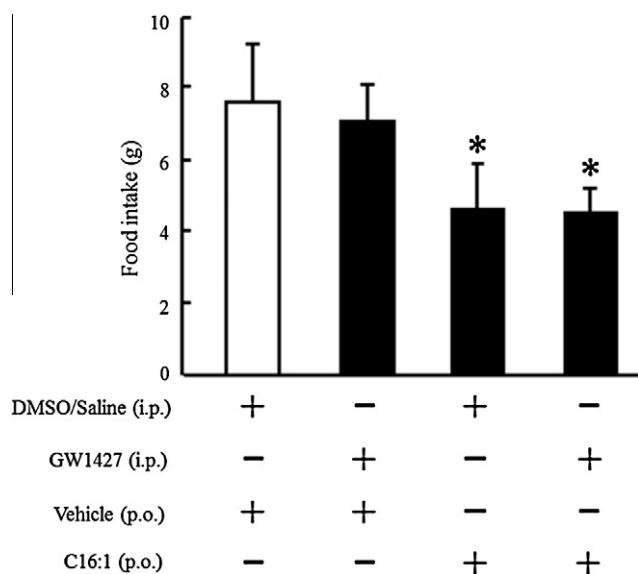 10
8
6
4
2
0
Food intake (g)
*
*
DMSO/Saline (i.p.) + − + −
GW1427 (i.p.) − + − +
Vehicle (p.o.) + + − −
C16:1 (p.o.) − − + +